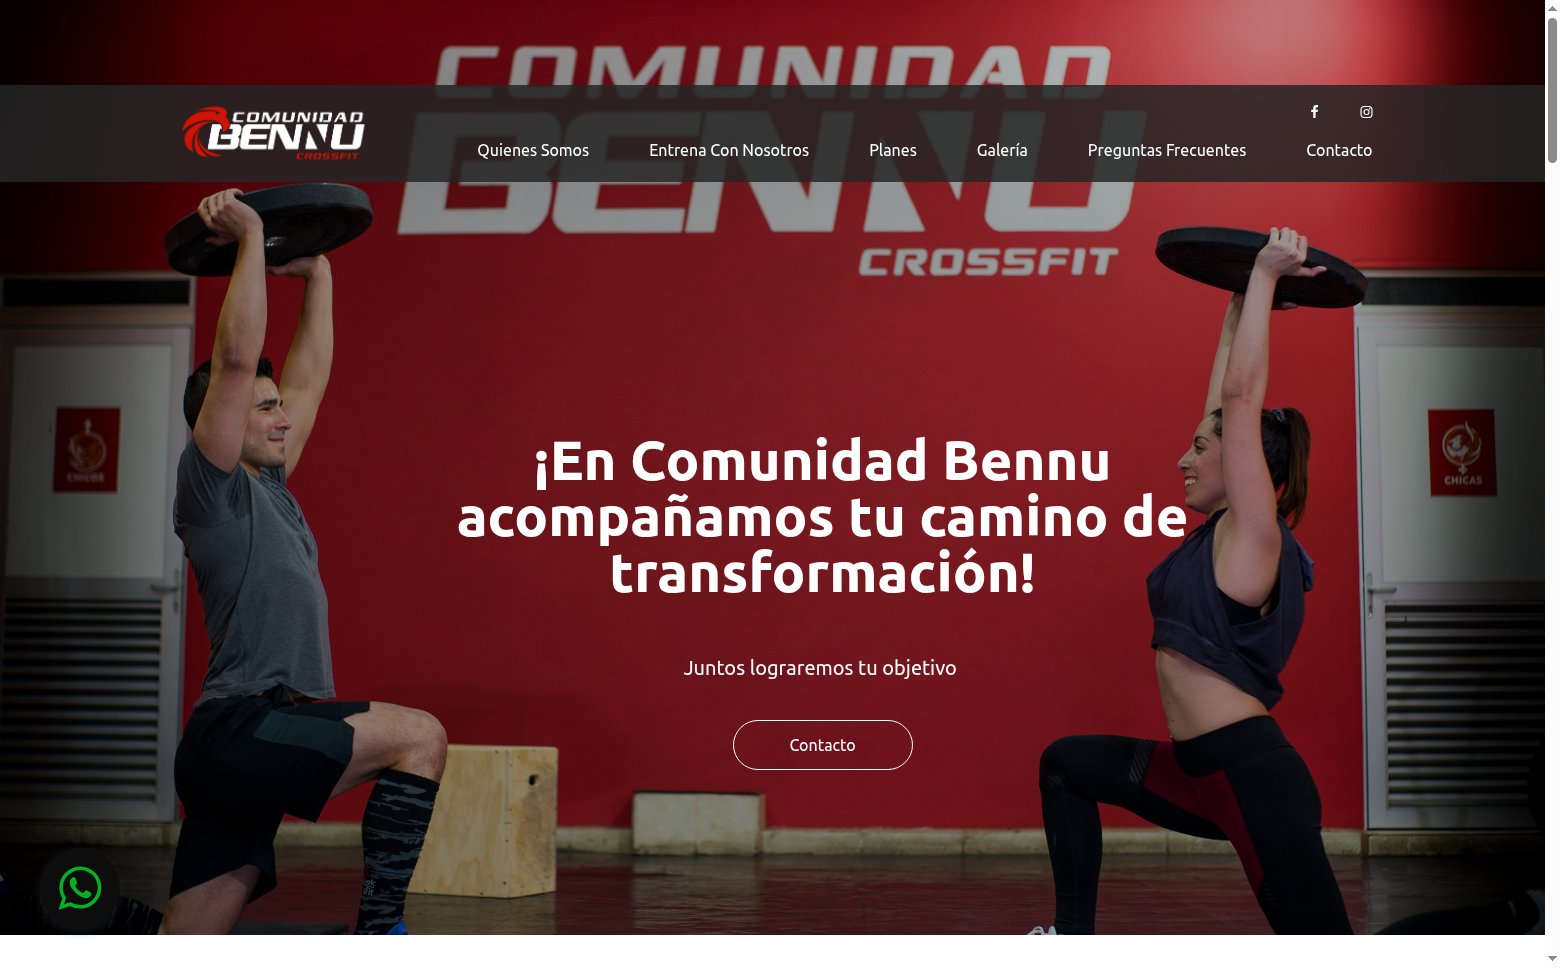 COMUNIDAD
BENNU
CROSSFIT
COMUNIDAD
BENNU
CROSSFIT
Quienes Somos
Entrena Con Nosotros
Planes
Galería
Preguntas Frecuentes
Contacto
CHICOS
CHICAS
¡En Comunidad Bennu
acompañamos tu camino de
transformación!
Juntos lograremos tu objetivo
Contacto